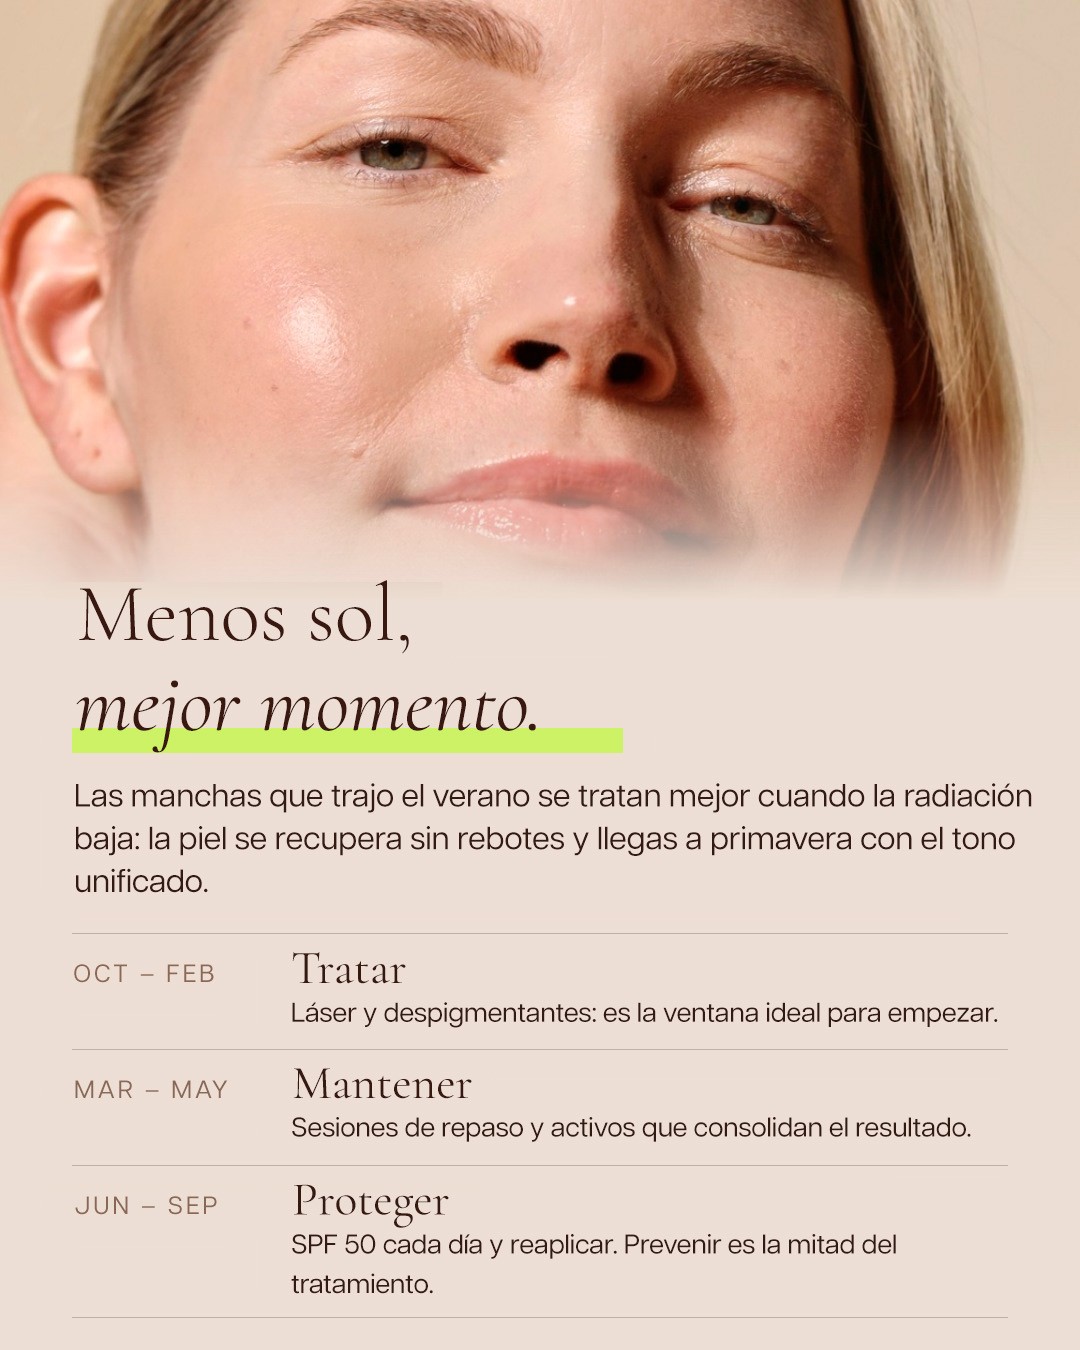 Menos sol,
mejor momento.
Las manchas que trajo el verano se tratan mejor cuando la radiación
baja: la piel se recupera sin rebotes y llegas a primavera con el tono
unificado.
OCT – FEB
Tratar
Láser y despigmentantes: es la ventana ideal para empezar.
MAR – MAY
Mantener
Sesiones de repaso y activos que consolidan el resultado.
JUN – SEP
Proteger
SPF 50 cada día y reaplicar. Prevenir es la mitad del
tratamiento.